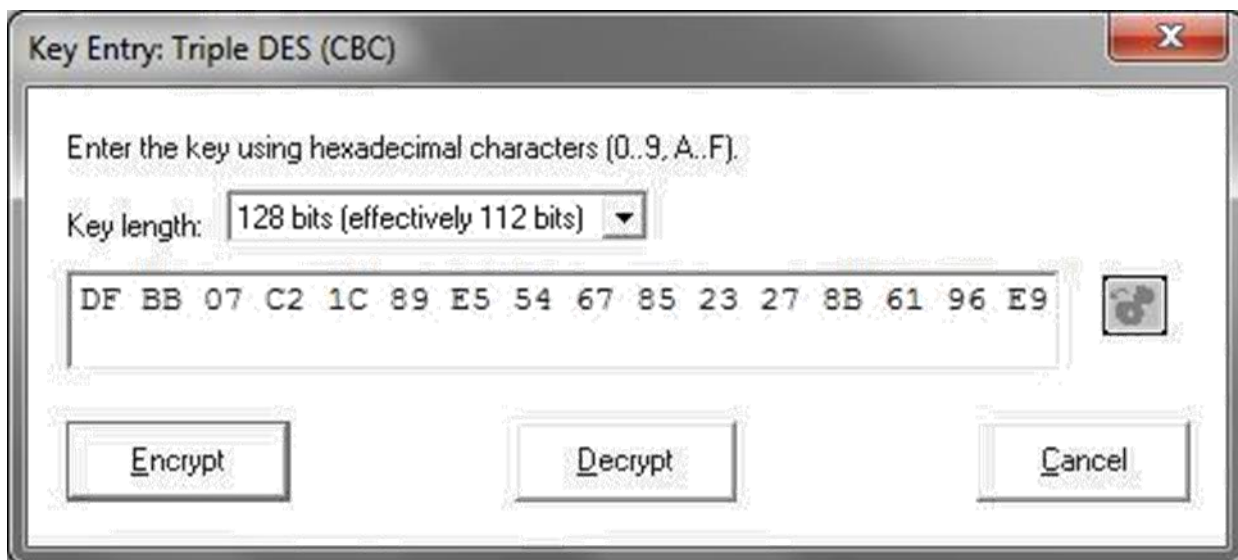 Key Entry: Triple DES (CBC)
Enter the key using hexadecimal characters (0..9, A..F).
Key length: 128 bits (effectively 112 bits)
DF BB 07 C2 1C 89 E5 54 67 85 23 27 8B 61 96 E9
Encrypt Decrypt Cancel